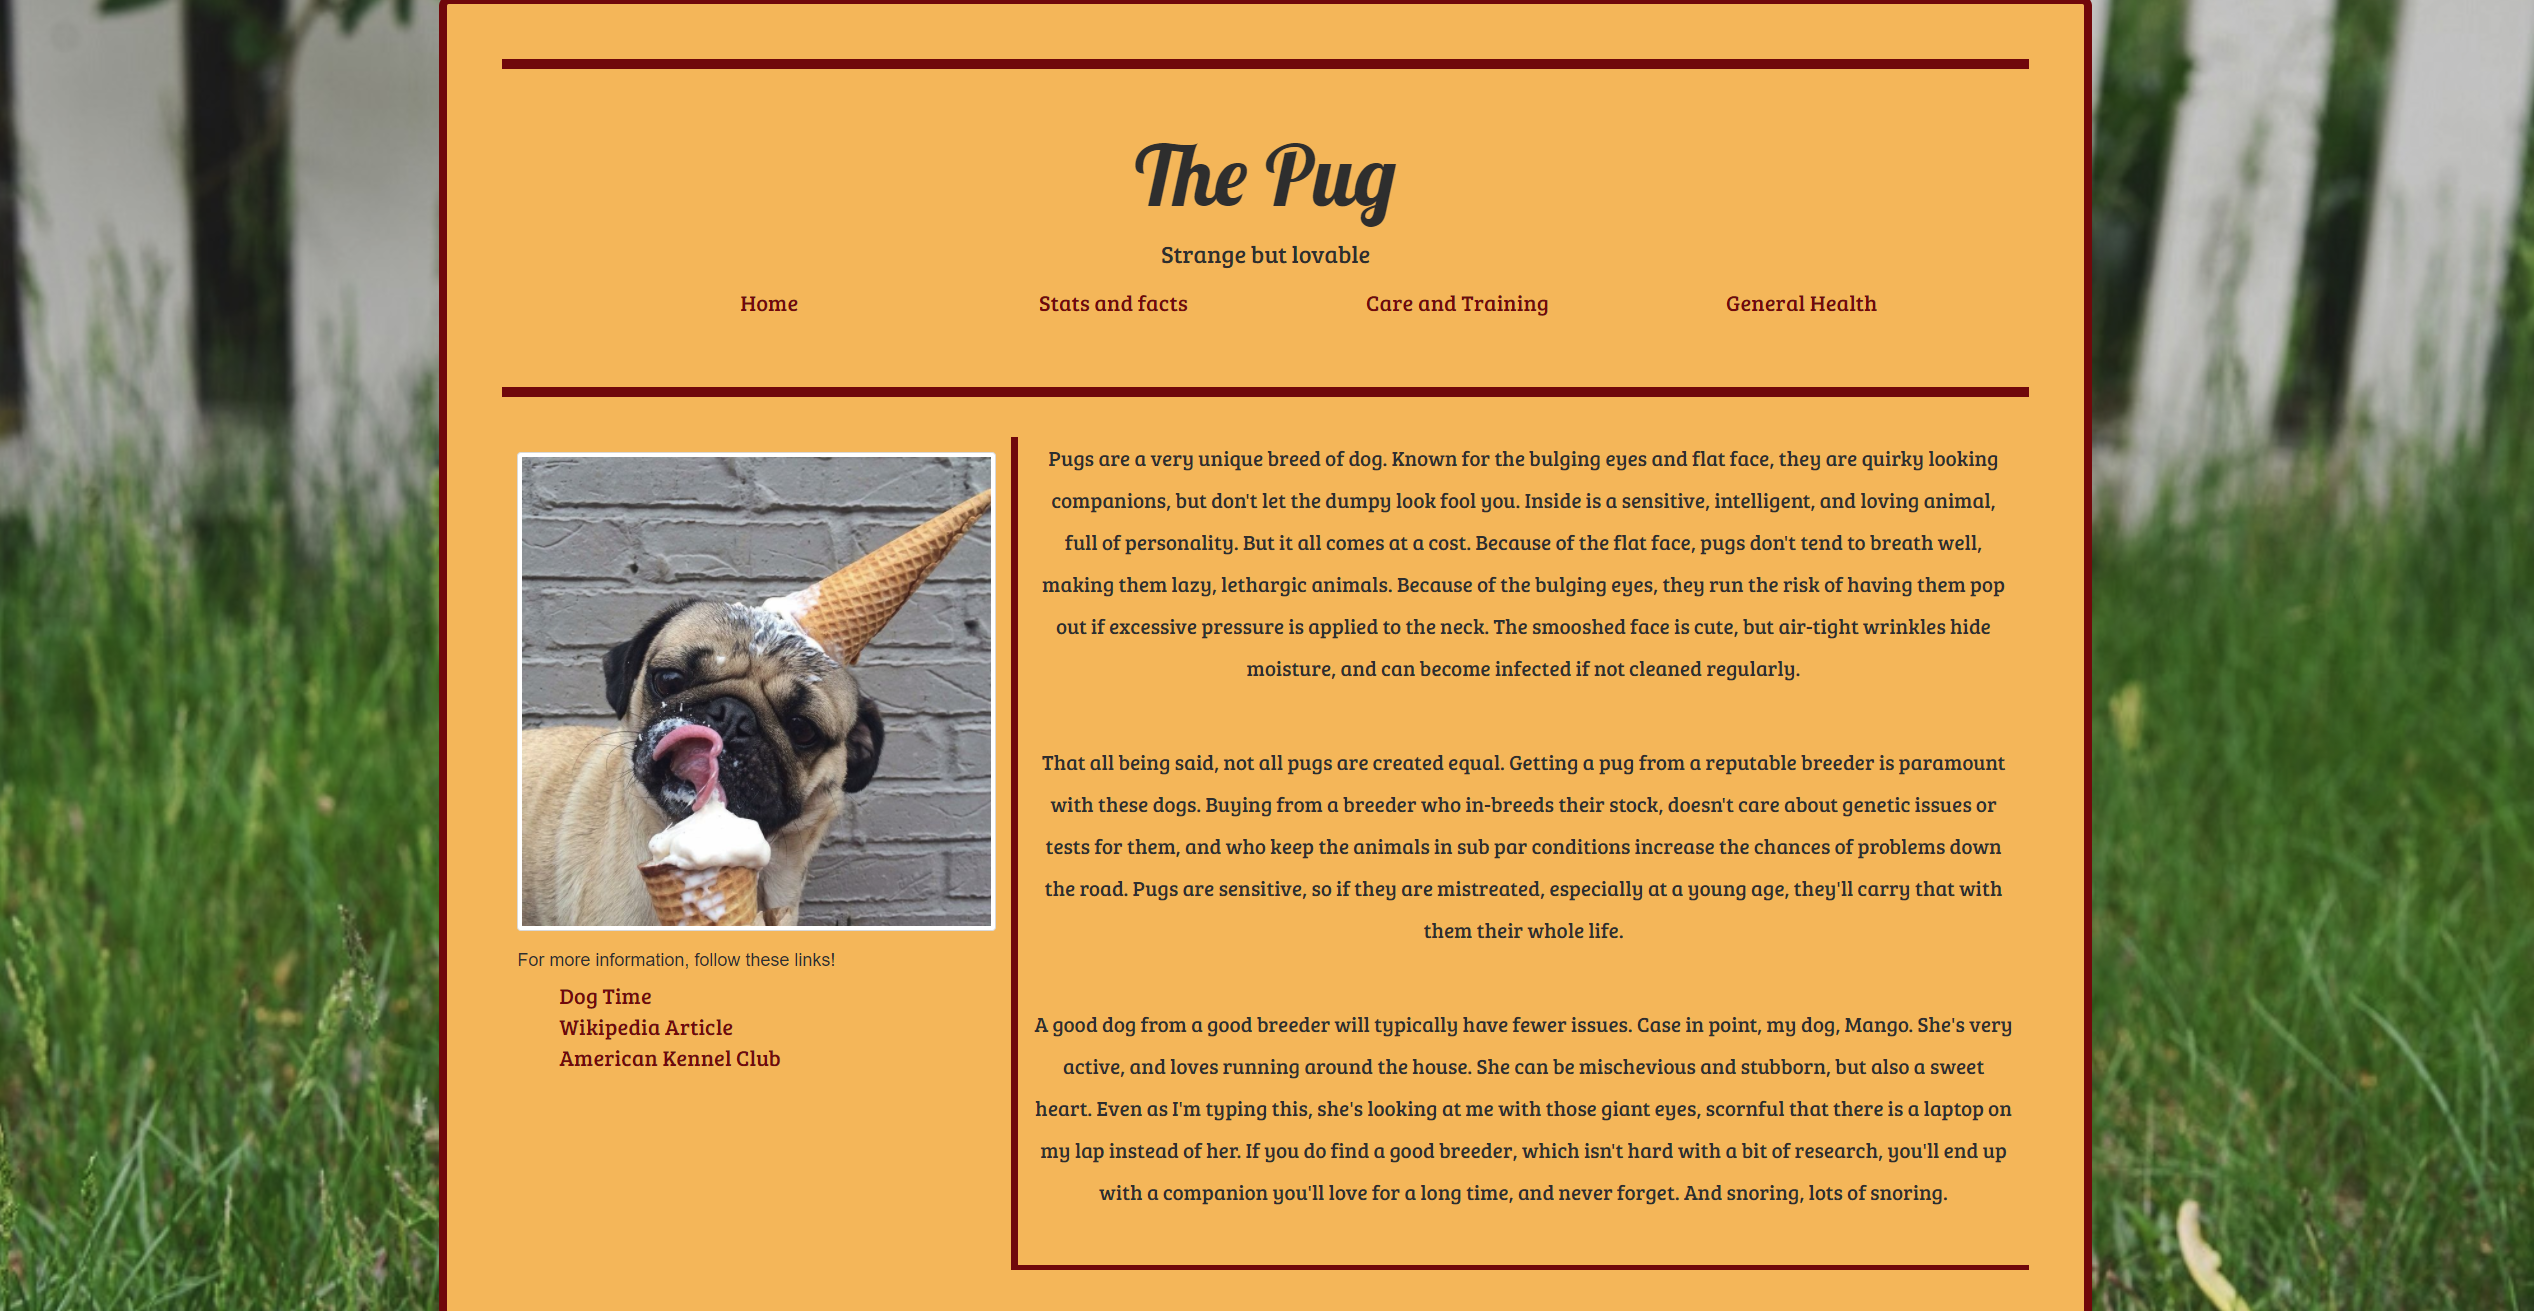 The Pug
Strange but lovable
Home Stats and facts Care and Training General Health
Pugs are a very unique breed of dog. Known for the bulging eyes and flat face, they are quirky looking
companions, but don't let the dumpy look fool you. Inside is a sensitive, intelligent, and loving animal,
full of personality. But it all comes at a cost. Because of the flat face, pugs don't tend to breath well,
making them lazy, lethargic animals. Because of the bulging eyes, they run the risk of having them pop
out if excessive pressure is applied to the neck. The smooshed face is cute, but air-tight wrinkles hide
moisture, and can become infected if not cleaned regularly.
That all being said, not all pugs are created equal. Getting a pug from a reputable breeder is paramount
with these dogs. Buying from a breeder who in-breeds their stock, doesn't care about genetic issues or
tests for them, and who keep the animals in sub par conditions increase the chances of problems down
the road. Pugs are sensitive, so if they are mistreated, especially at a young age, they'll carry that with
them their whole life.
A good dog from a good breeder will typically have fewer issues. Case in point, my dog, Mango. She's very
active, and loves running around the house. She can be mischevious and stubborn, but also a sweet
heart. Even as I'm typing this, she's looking at me with those giant eyes, scornful that there is a laptop on
my lap instead of her. If you do find a good breeder, which isn't hard with a bit of research, you'll end up
with a companion you'll love for a long time, and never forget. And snoring, lots of snoring.
For more information, follow these links!
Dog Time
Wikipedia Article
American Kennel Club